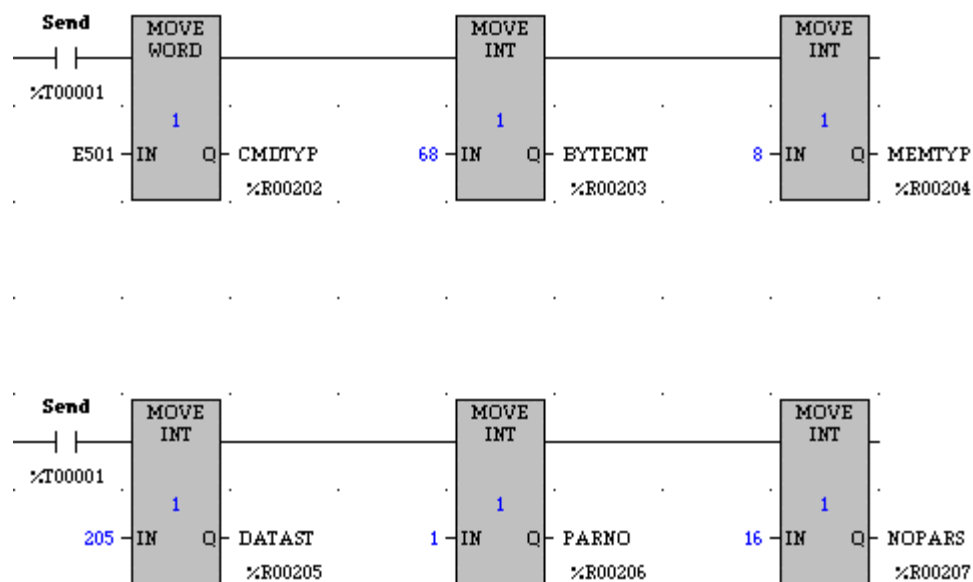 Send MOVE MOVE MOVE
WORD INT INT
%T00001
1 1 1
E501 IN Q CMDTYP 68 IN Q BYTECNT 8 IN Q MEMTYP
%R00202 %R00203 %R00204
Send MOVE MOVE MOVE
INT INT INT
%T00001
1 1 1
205 IN Q DATAST 1 IN Q PARNO 16 IN Q NOPARS
%R00205 %R00206 %R00207